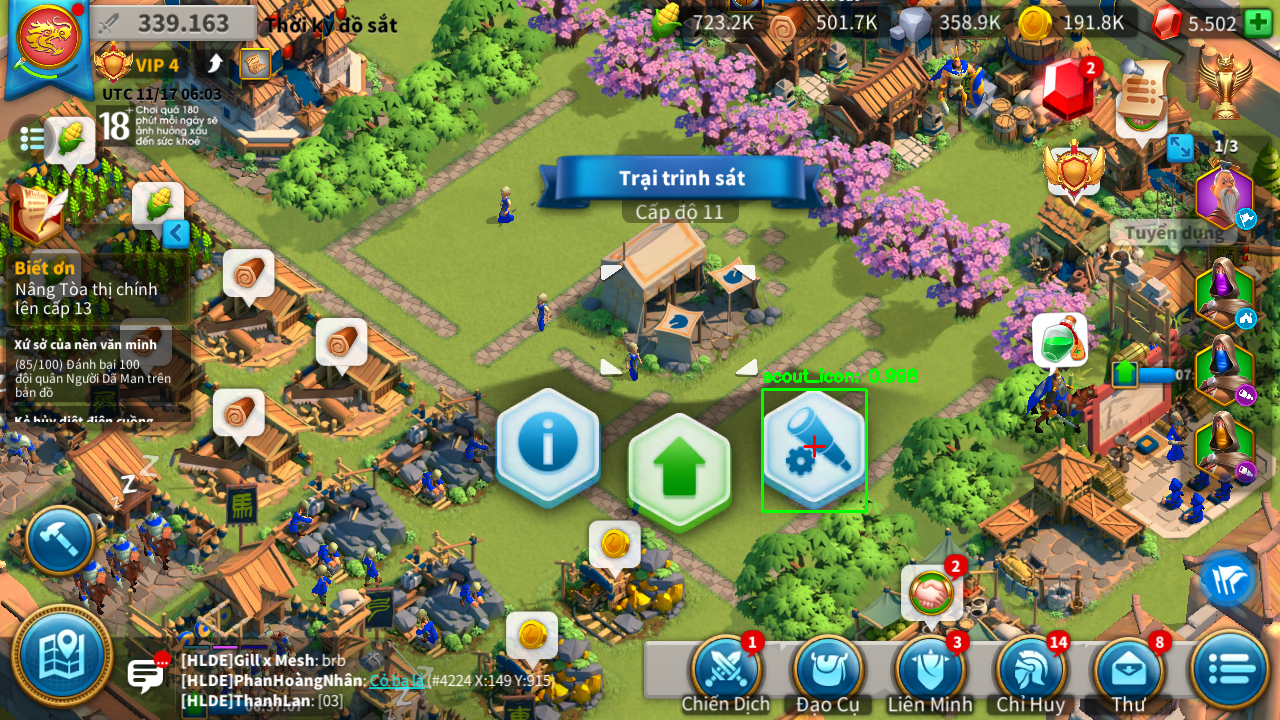 339.163
Thời kỳ đồ sắt
723.2K
501.7K
358.9K
191.8K
5.502
VIP 4
UTC 11/17 06:03
18+
Chơi quá 180
phút mỗi ngày sẽ
ảnh hưởng xấu
đến sức khoẻ
2
1/3
Trại trinh sát
Cấp độ 11
Tuyển dụng
Biết ơn
Nâng Tòa thị chính
lên cấp 13
Xứ sở của nền văn minh
(85/100) Đánh bại 100
đội quân Người Dã Man trên
bản đồ
scout_icon: 0.998
07
Z
Z
z
2
[HLDE]Gill x Mesh: brb
[HLDE]PhanHoàngNhân: Cỏ ba lá (#4224 X:149 Y:915)
[HLDE]ThanhLan: [03]
1
3
14
8
Chiến Dịch
Đạo Cụ
Liên Minh
Chỉ Huy
Thư